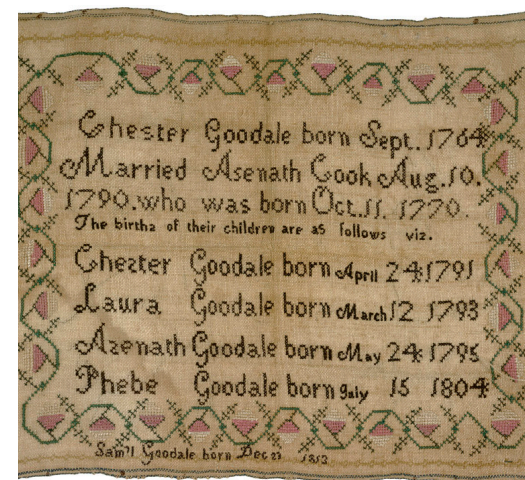 Chester Goodale born Sept. 1764
Married Asenath Cook Aug. 10.
1790. who was born Oct. 11. 1770.
The births of their children are as follows viz.
Chester Goodale born April 24 1791
Laura Goodale born March 12 1793
Azenath Goodale born May 24 1795
Phebe Goodale born July 15 1804
Sam'll Goodale born Dec 23 1813